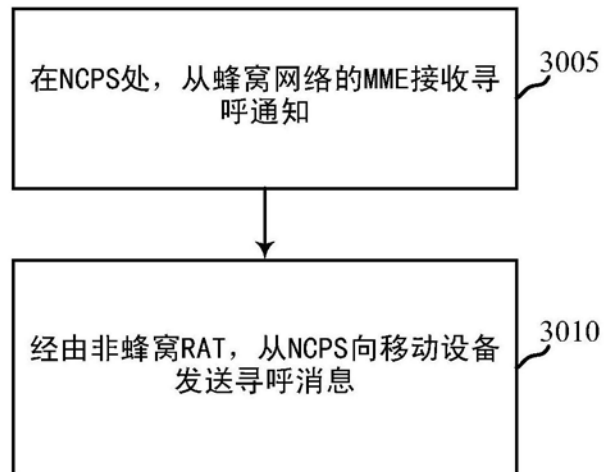 在NCPS处，从蜂窝网络的MME接收寻
呼通知
3005
经由非蜂窝RAT，从NCPS向移动设备
发送寻呼消息
3010